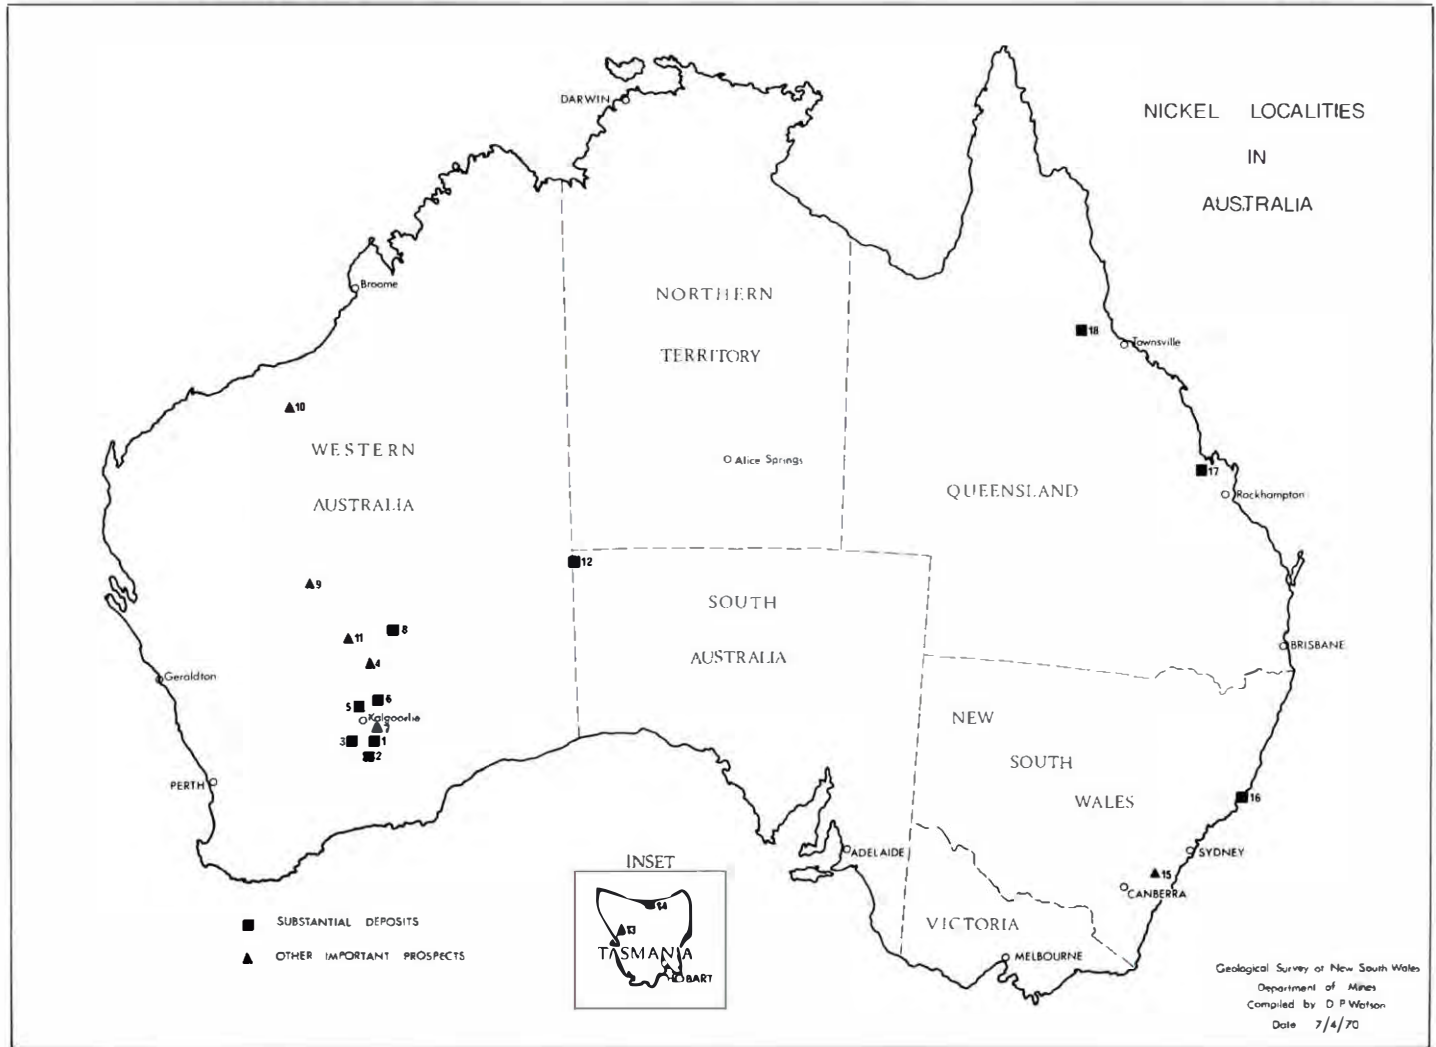 NICKEL LOCALITIES
IN
AUSTRALIA
DARWIN
Broome
NORTHERN
TERRITORY
18
Townsville
10
WESTERN
AUSTRALIA
Alice Springs
QUEENSLAND
17
Rockhampton
12
9
SOUTH
AUSTRALIA
8
11
4
BRISBANE
Geraldton
6
5
Kalgoorlie
7
3
1
2
NEW
SOUTH
WALES
PERTH
16
ADELAIDE
SYDNEY
15
CANBERRA
INSET
14
13
TASMANIA
BART
VICTORIA
MELBOURNE
SUBSTANTIAL DEPOSITS
OTHER IMPORTANT PROSPECTS
Geological Survey of New South Wales
Department of Mines
Compiled by D P Watson
Date 7/4/70